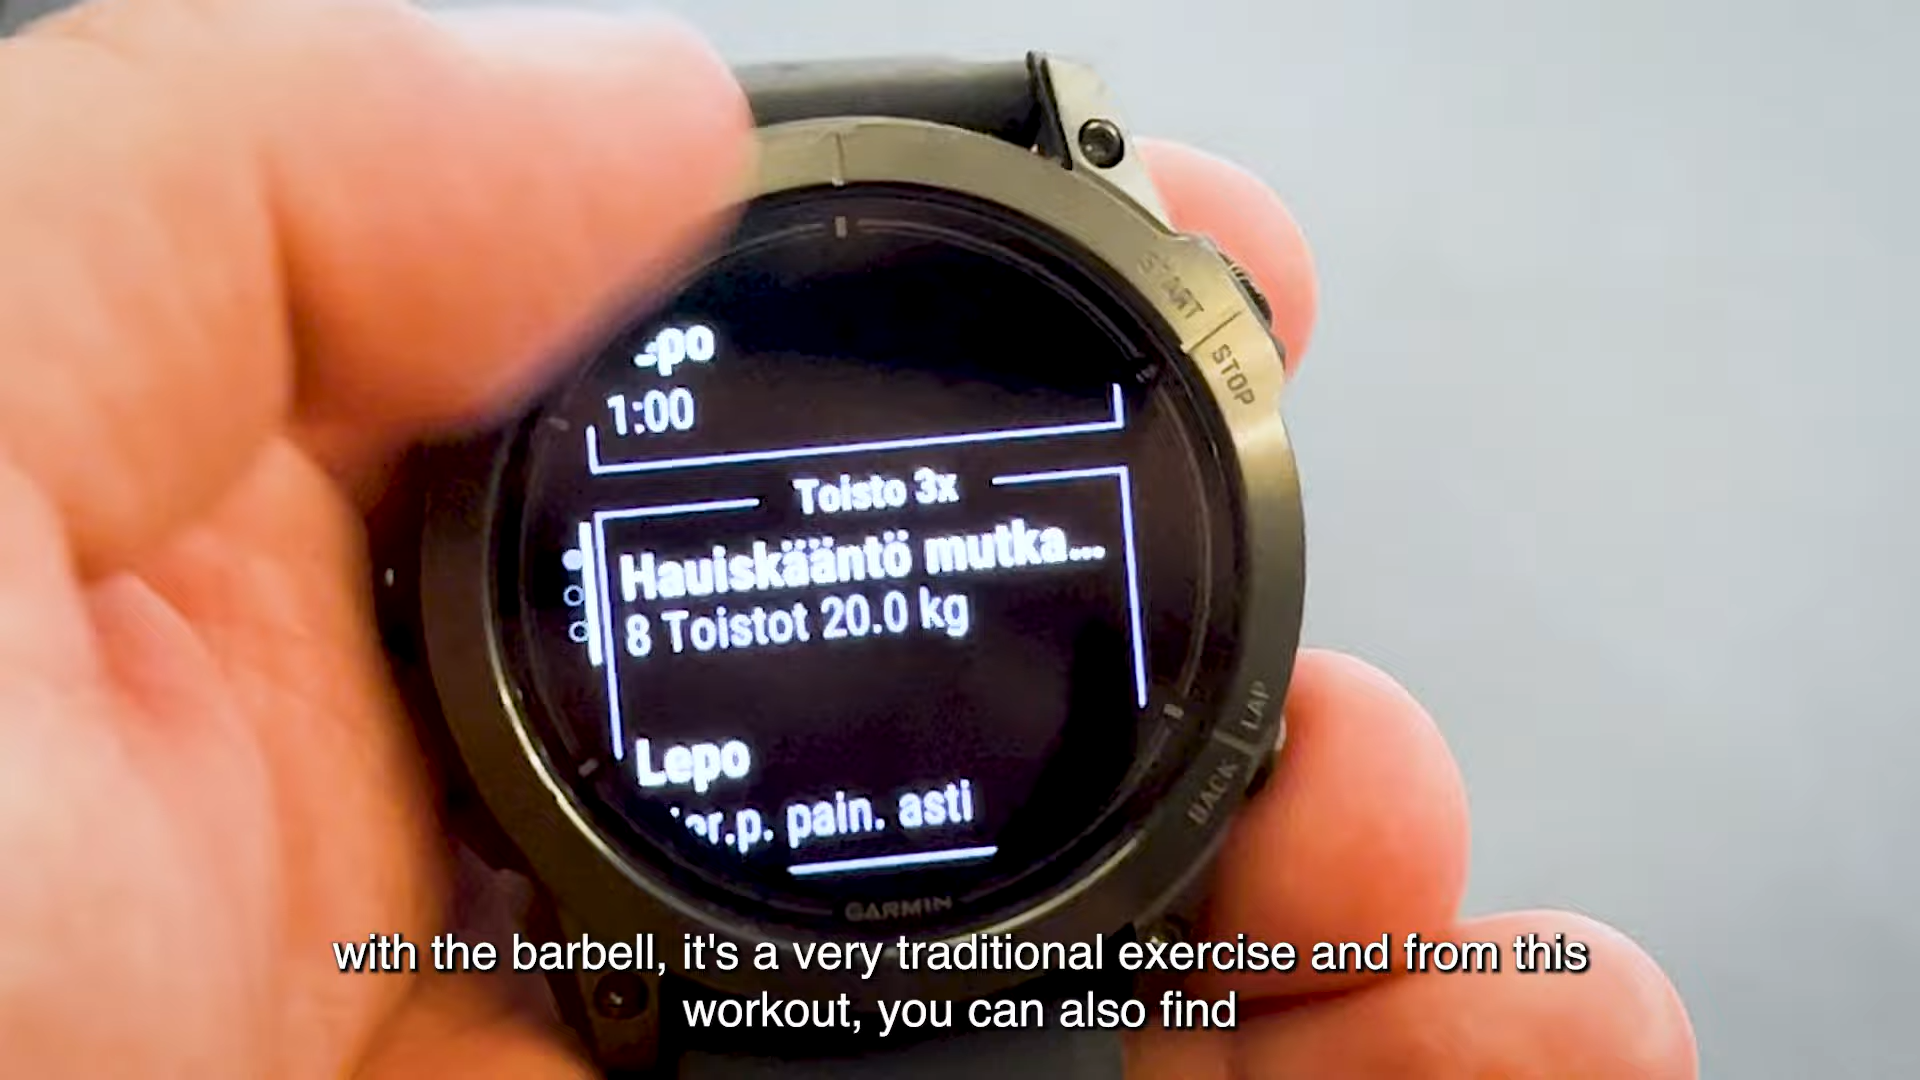 START
STOP
1:00
Toisto 3x
Hauiskääntö mutka...
8 Toistot 20.0 kg
Lepo
pain. asti
LAP
BACK
GARMIN
with the barbell, it's a very traditional exercise and from this
workout, you can also find